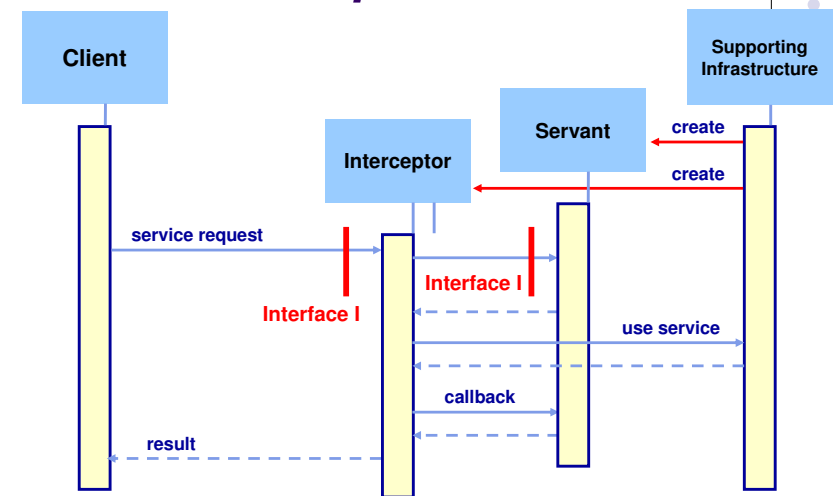 Client
Supporting
Infrastructure
Servant
create
Interceptor
create
service request
Interface I
Interface I
use service
callback
result